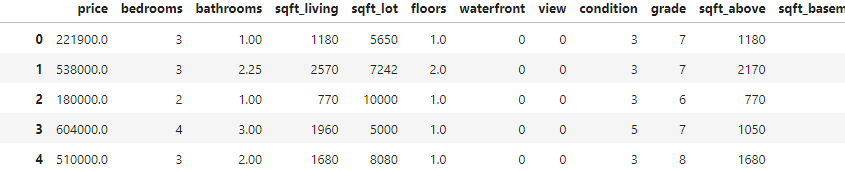 price bedrooms bathrooms sqft_living sqft_lot floors waterfront view condition grade sqft_above sqft_basem
0 221900.0 3 1.00 1180 5650 1.0 0 0 3 7 1180
1 538000.0 3 2.25 2570 7242 2.0 0 0 3 7 2170
2 180000.0 2 1.00 770 10000 1.0 0 0 3 6 770
3 604000.0 4 3.00 1960 5000 1.0 0 0 5 7 1050
4 510000.0 3 2.00 1680 8080 1.0 0 0 3 8 1680